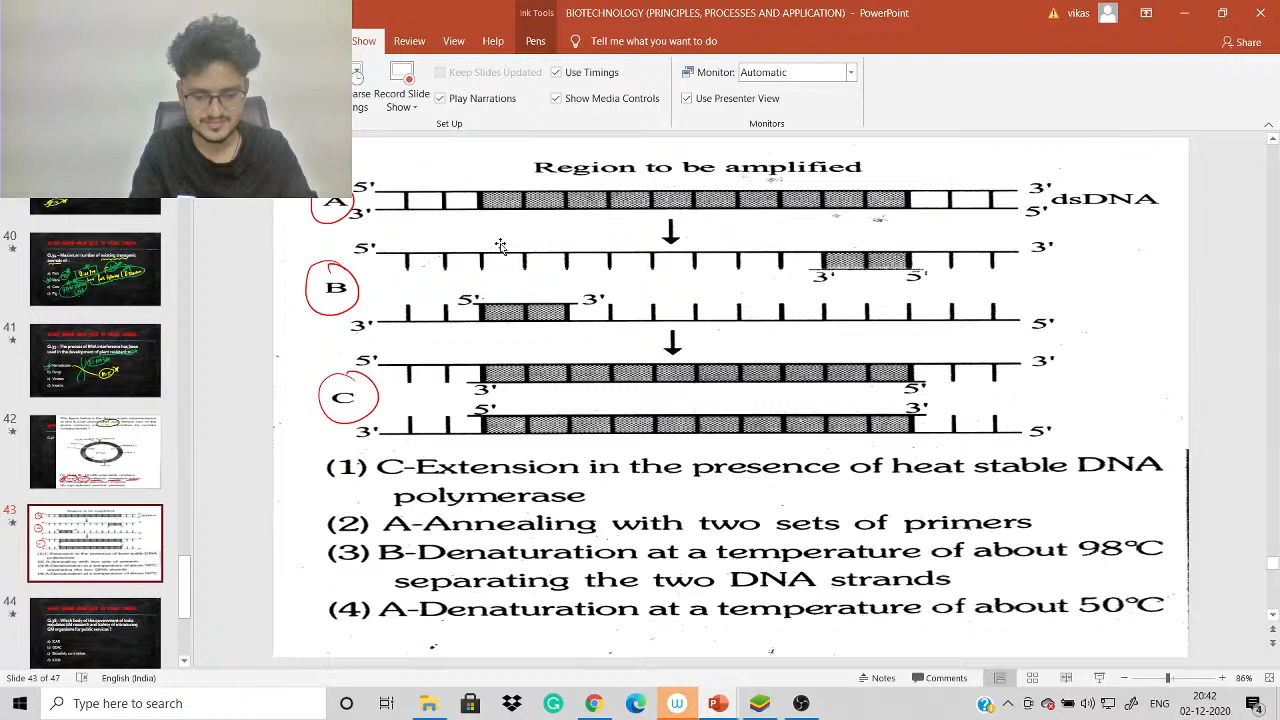 Ink Tools
BIOTECHNOLOGY (PRINCIPLES, PROCESSES AND APPLICATION) - PowerPoint
vikas
Show Review View Help Pens Tell me what you want to do
Share
Keep Slides Updated
Use Timings
Monitor: Automatic
Record Slide
Show
Play Narrations
Show Media Controls
Use Presenter View
Set Up
Monitors
Region to be amplified
5' 3'
A dsDNA
3' 5'
5' 3'
3' 5'
B
5' 3'
3' 5'
5' 3'
3' 5'
C
5' 3'
3' 5'
(1) C-Extension in the presence of heat stable DNA
polymerase
(2) A-Annealing with two sets of primers
(3) B-Denaturation at a temperature of about 98°C
separating the two DNA strands
(4) A-Denturation at a temperature of about 50°C
40
41
42
43
44
Slide 43 of 47
English (India)
Notes
Comments
86%
Type here to search
20:42
02-12-2020